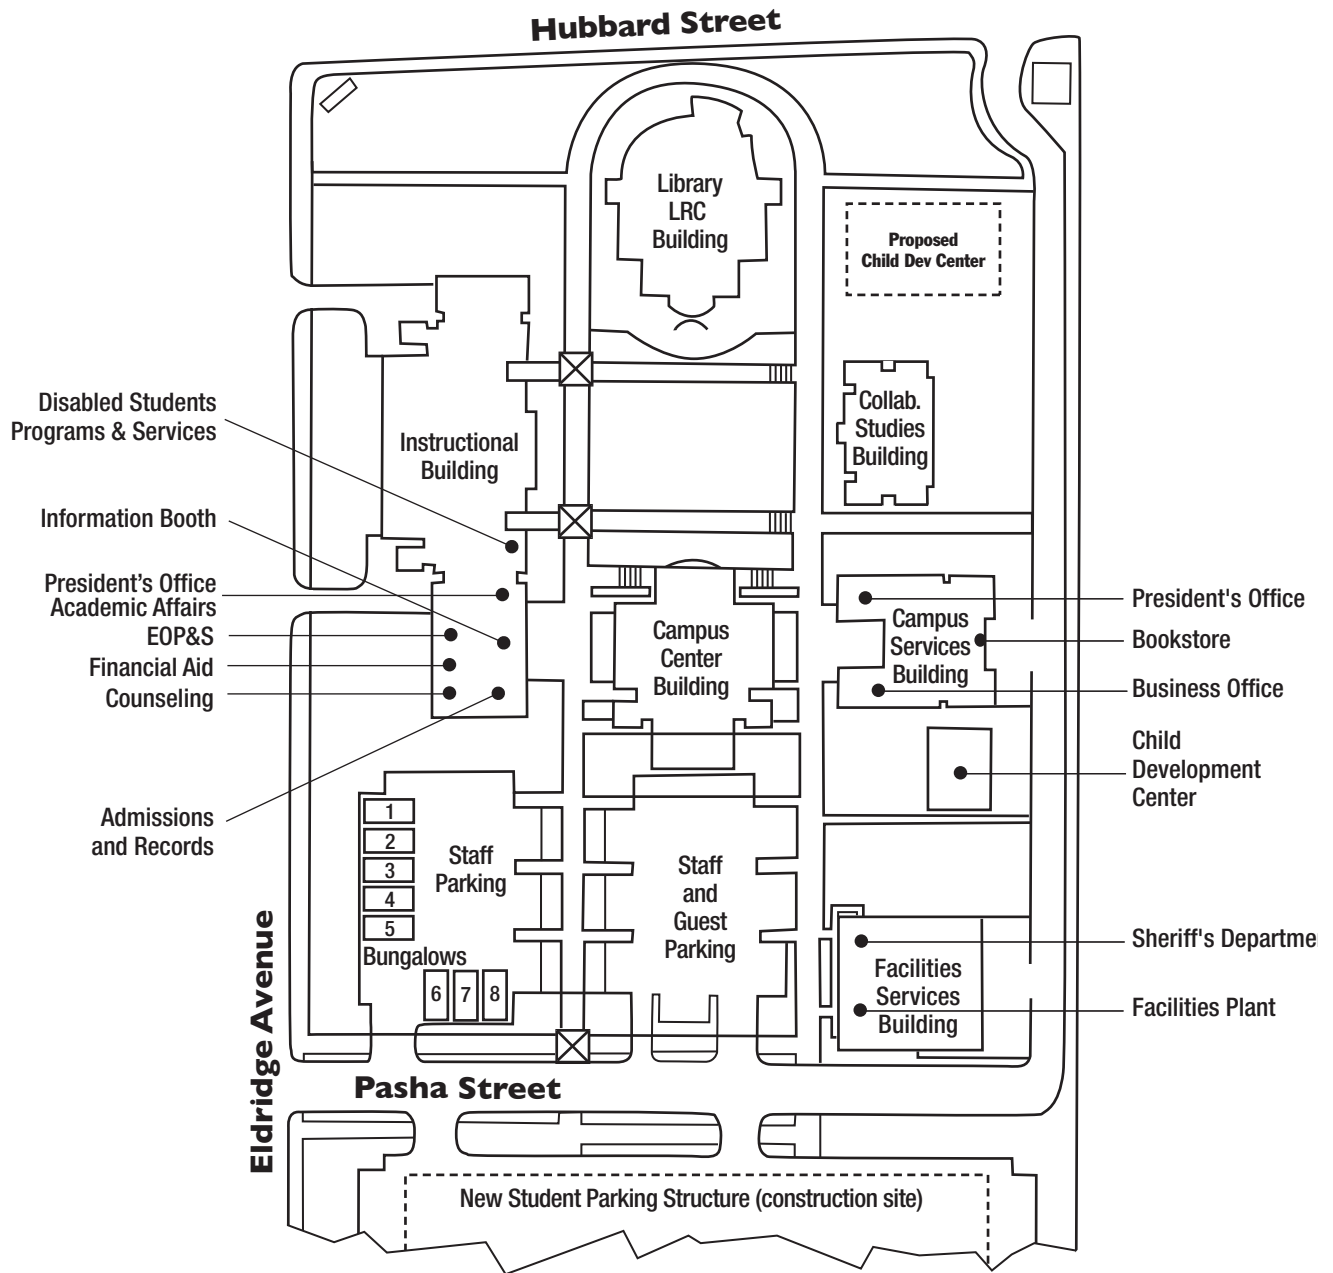 Hubbard Street
Library
LRC
Building
Proposed
Child Dev Center
Disabled Students
Programs & Services
Instructional
Building
Collab.
Studies
Building
Information Booth
President’s Office
Academic Affairs
EOP&S
Financial Aid
Counseling
Campus
Center
Building
Campus
Services
Building
President's Office
Bookstore
Business Office
Child
Development
Center
Admissions
and Records
1
2
3
4
5
Bungalows
6
7
8
Staff
Parking
Staff
and
Guest
Parking
Sheriff's Departme
Facilities
Services
Building
Facilities Plant
Eldridge Avenue
Pasha Street
New Student Parking Structure (construction site)